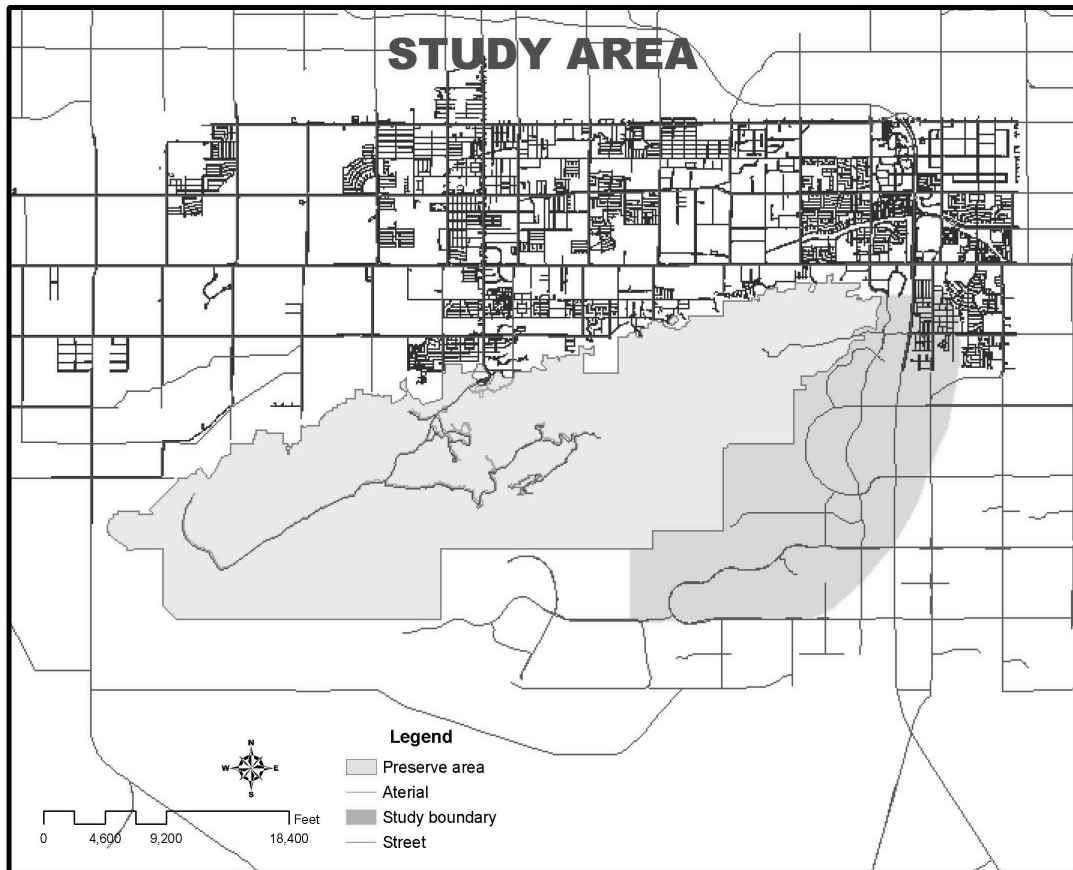 STUDY AREA
Legend
Preserve area
Aterial
Study boundary
Street
N
W E
S
Feet
0 4,600 9,200 18,400